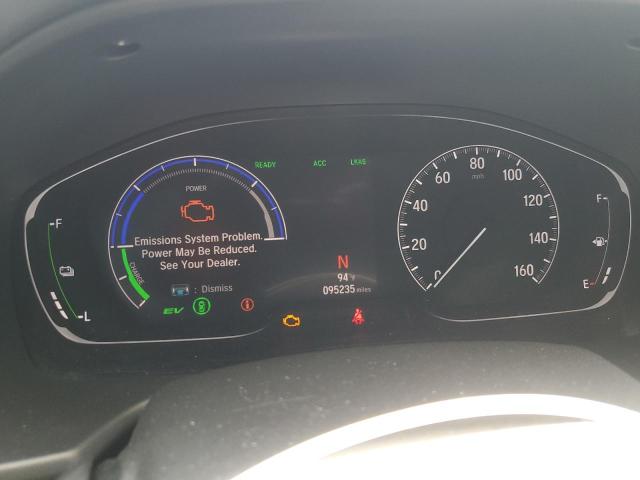 READY ACC LKAS
POWER
Emissions System Problem.
Power May Be Reduced.
See Your Dealer.
: Dismiss
CHARGE
EV
F
L
N
94°F
095235 miles
0
20
40
60
80
100
120
140
160
mph
F
E